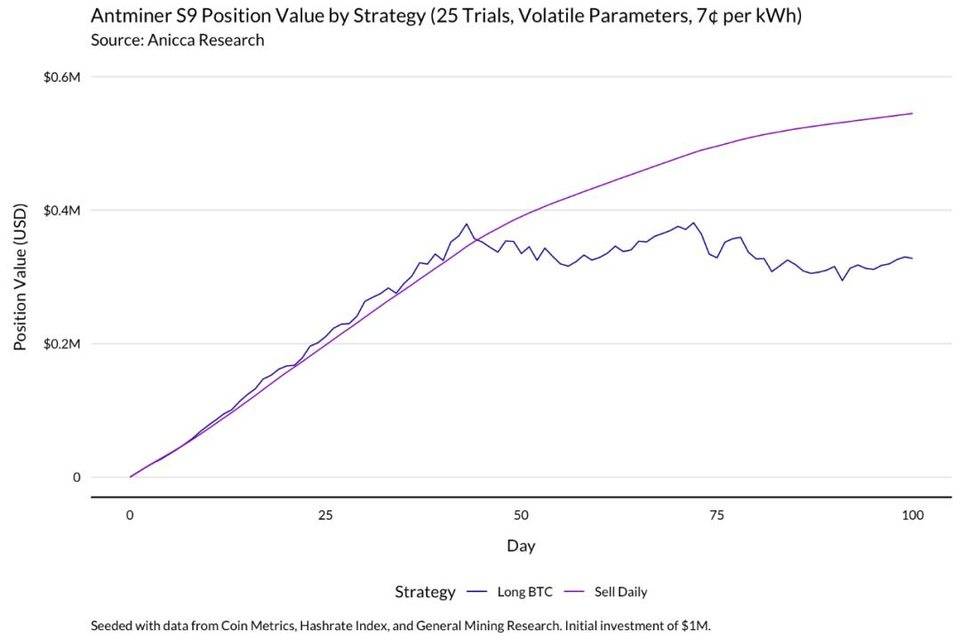 Antminer S9 Position Value by Strategy (25 Trials, Volatile Parameters, 7¢ per kWh)
Source: Anicca Research
$0.6M
$0.4M
$0.2M
0
Position Value (USD)
0 25 50 75 100
Day
Strategy Long BTC Sell Daily
Seeded with data from Coin Metrics, Hashrate Index, and General Mining Research. Initial investment of $1M.